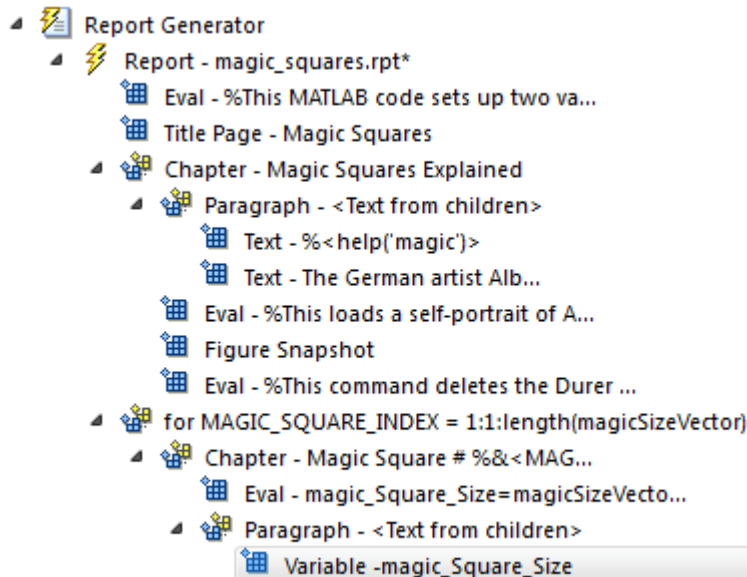 Report Generator
Report - magic_squares.rpt*
Eval - %This MATLAB code sets up two va...
Title Page - Magic Squares
Chapter - Magic Squares Explained
Paragraph - <Text from children>
Text - %<help('magic')>
Text - The German artist Alb...
Eval - %This loads a self-portrait of A...
Figure Snapshot
Eval - %This command deletes the Durer ...
for MAGIC_SQUARE_INDEX = 1:1:length(magicSizeVector)
Chapter - Magic Square # %&<MAG...
Eval - magic_Square_Size=magicSizeVecto...
Paragraph - <Text from children>
Variable -magic_Square_Size